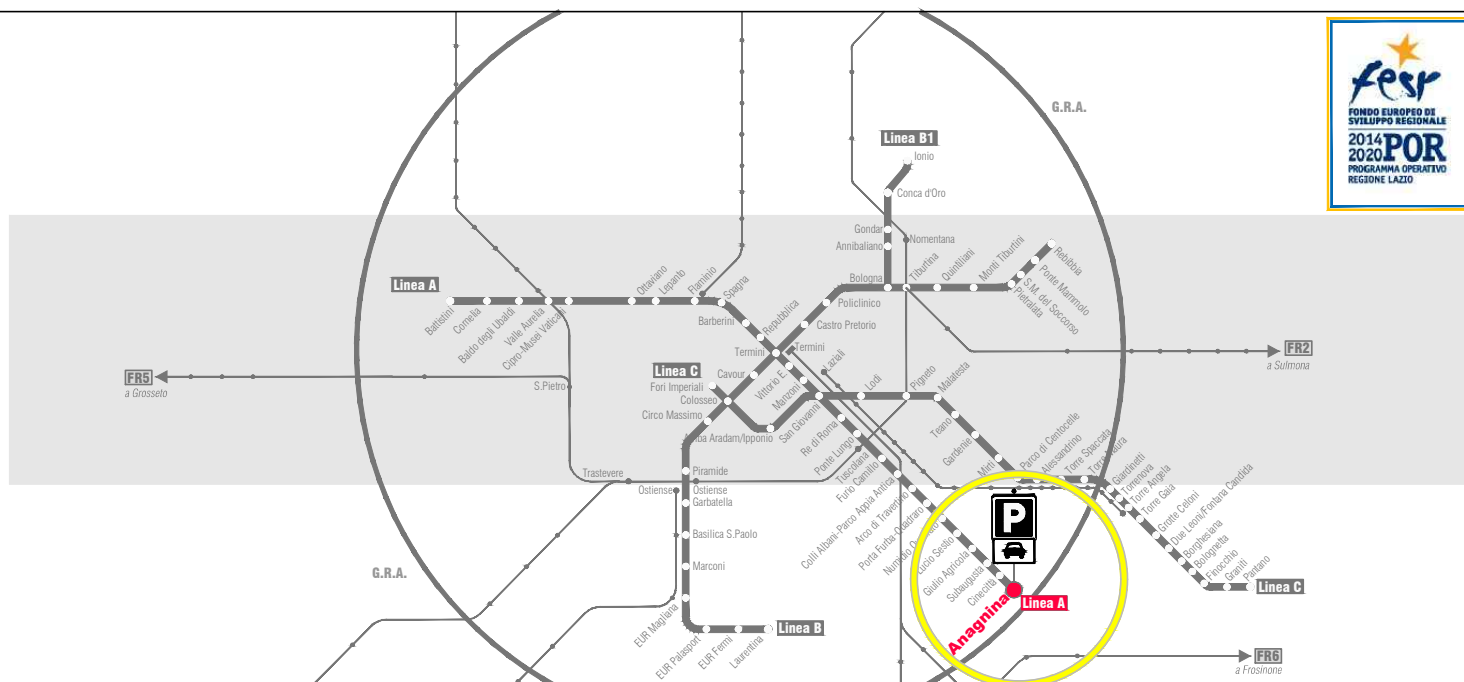 fesr
FONDO EUROPEO DI
SVILUPPO REGIONALE
2014
2020
POR
PROGRAMMA OPERATIVO
REGIONE LAZIO
G.R.A.
Linea B1
Ionio
Conca d'Oro
Gondar
Annibaliano
Nomentana
Bologna
Tiburtina
Quintiliani
Monti Tiburtini
Rebibbia
Ponte Mammolo
S.M. del Soccorso
Pietralata
Linea A
Battistini
Cornelia
Baldo degli Ubaldi
Valle Aurelia
Cipro-Musei Vaticani
Ottaviano
Lepanto
Flaminio
Spagna
Barberini
Repubblica
Policlinico
Castro Pretorio
Termini
Termini
Laziali
FR2
a Sulmona
FR5
a Grosseto
S.Pietro
Linea C
Fori Imperiali
Colosseo
Cavour
Vittorio E.
Manzoni
Circo Massimo
San Giovanni
Lodi
Pigneto
Malatesta
Teano
Gardenie
Mirti
Parco di Centocelle
Alessandrino
Torre Spaccata
Torre Maura
Giardinetti
Torrenova
Torre Angela
Torre Gaia
Grotte Celoni
Due Leoni/Fontana Candida
Borghesiana
Bolognetta
Finocchio
Graniti
Pantano
Linea C
Re di Roma
Ponte Lungo
Tuscolana
Furio Camillo
Colli Albani-Parco Appia Antica
Arco di Travertino
Porta Furba-Quadraro
Lucio Sestio
Giulio Agricola
Subaugusta
Cinecittà
Anagnina
Linea A
P
Trastevere
Ostiense
Piramide
Ostiense
Garbatella
Basilica S.Paolo
Marconi
EUR Magliana
EUR Palasport
EUR Fermi
Laurentina
Linea B
G.R.A.
FR6
a Frosinone